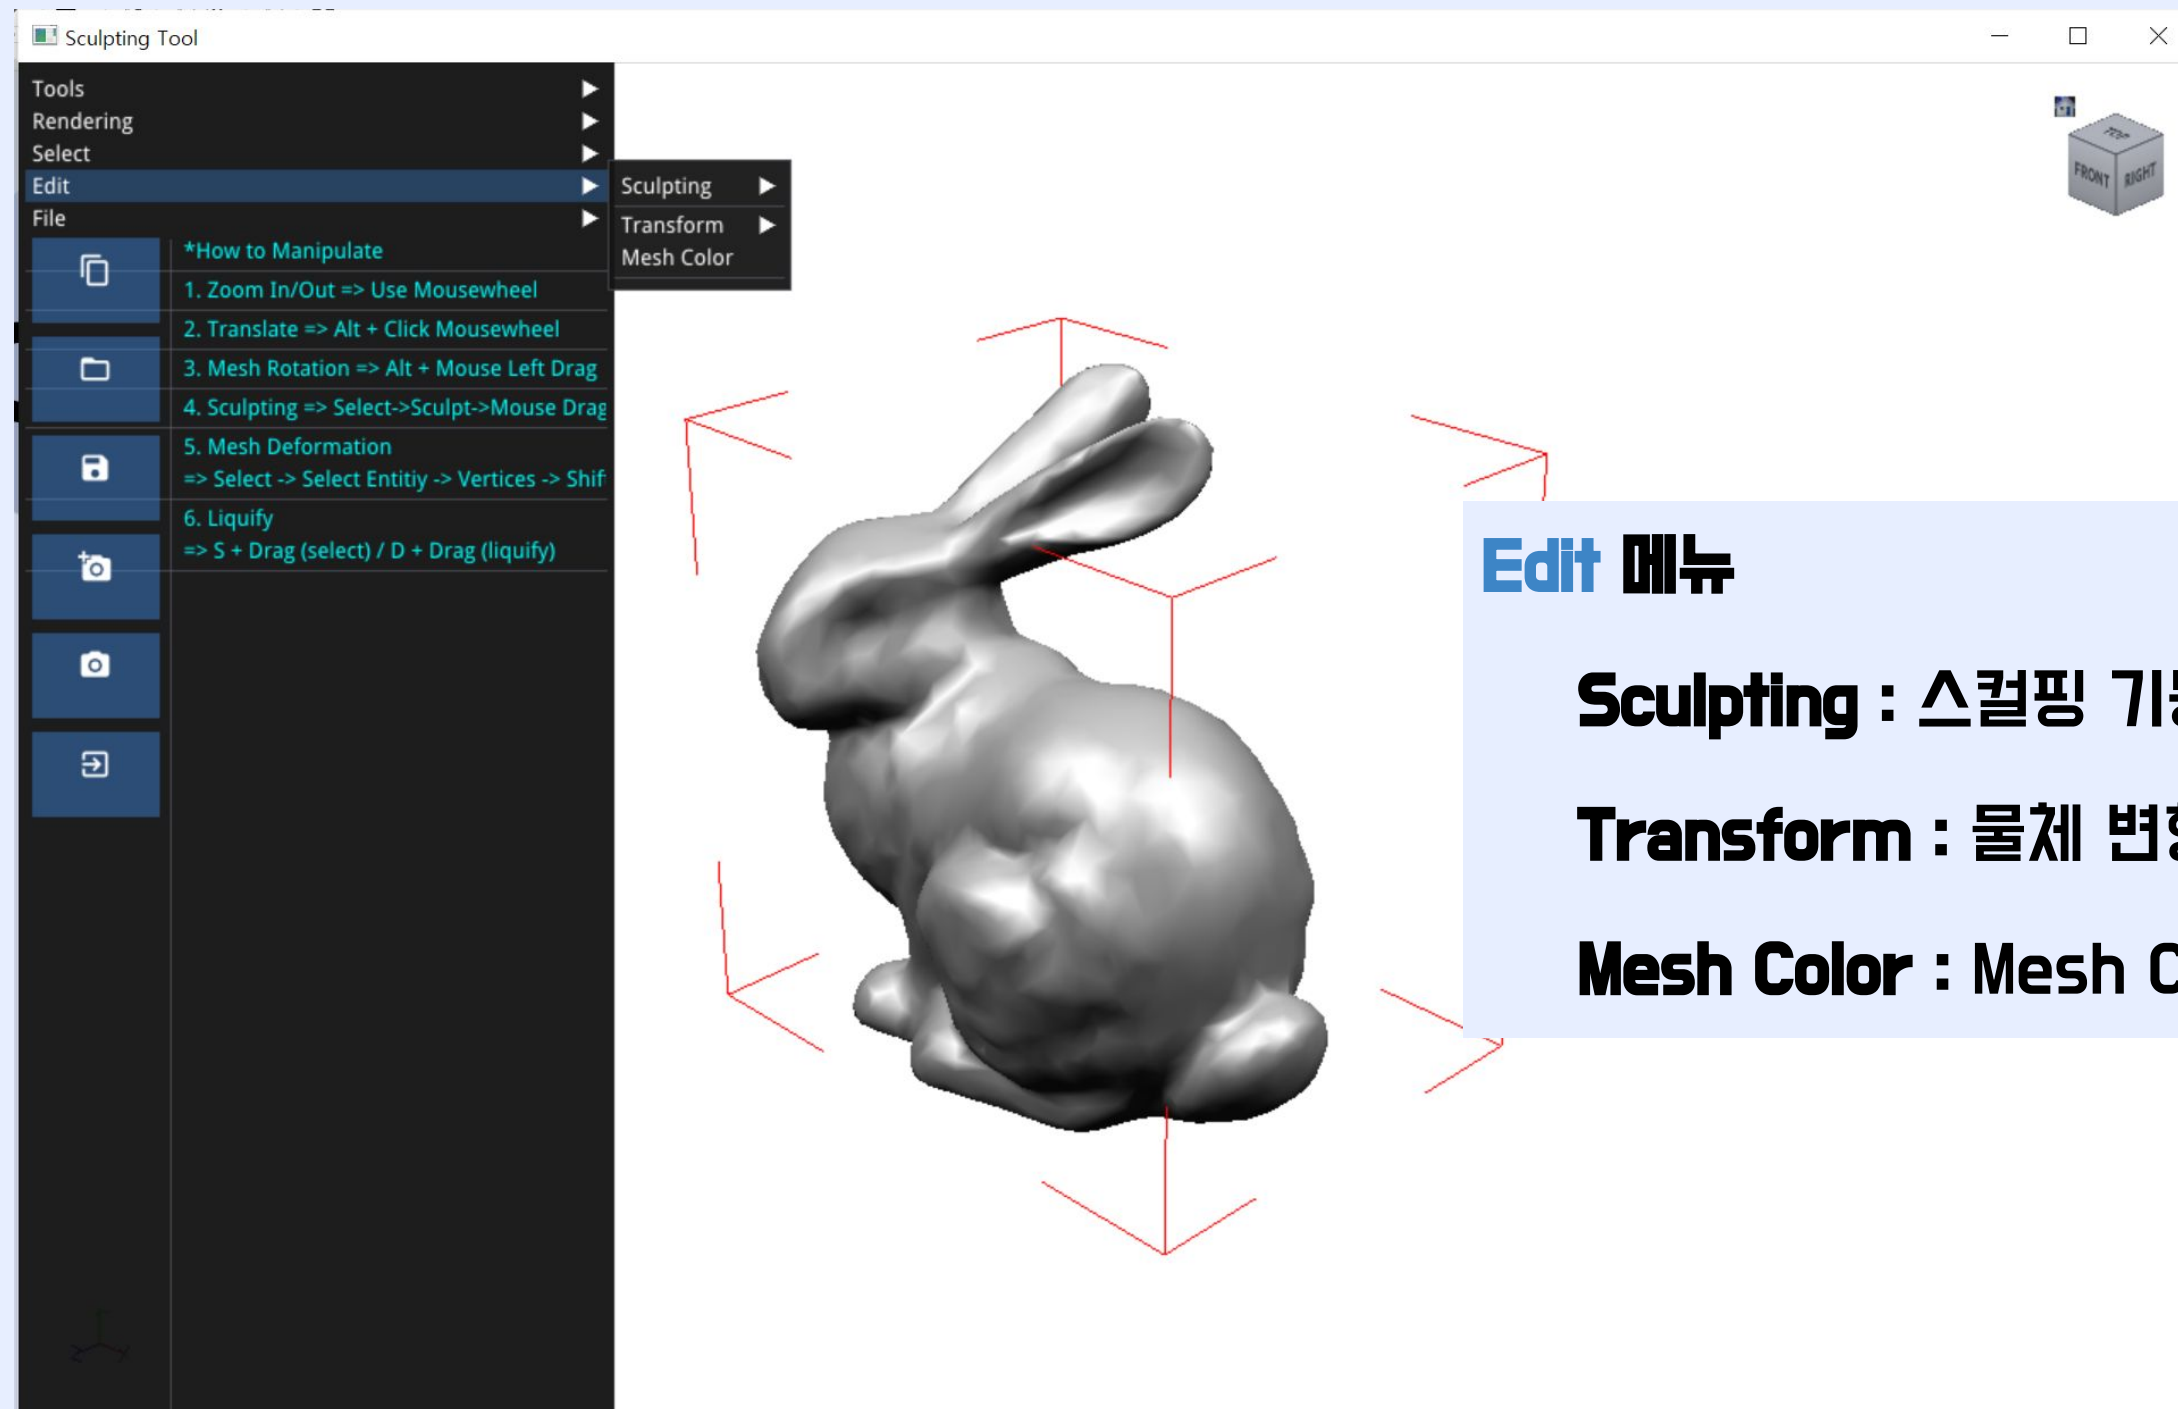 Sculpting Tool
Tools
Rendering
Select
Edit
File
Sculpting
Transform
Mesh Color
*How to Manipulate
1. Zoom In/Out => Use Mousewheel
2. Translate => Alt + Click Mousewheel
3. Mesh Rotation => Alt + Mouse Left Drag
4. Sculpting => Select->Sculpt->Mouse Drag
5. Mesh Deformation
=> Select -> Select Entitiy -> Vertices -> Shif
6. Liquify
=> S + Drag (select) / D + Drag (liquify)
TOP
FRONT RIGHT
Edit 메뉴
Sculpting : 스컬핑 기
Transform : 물체 변
Mesh Color : Mesh C